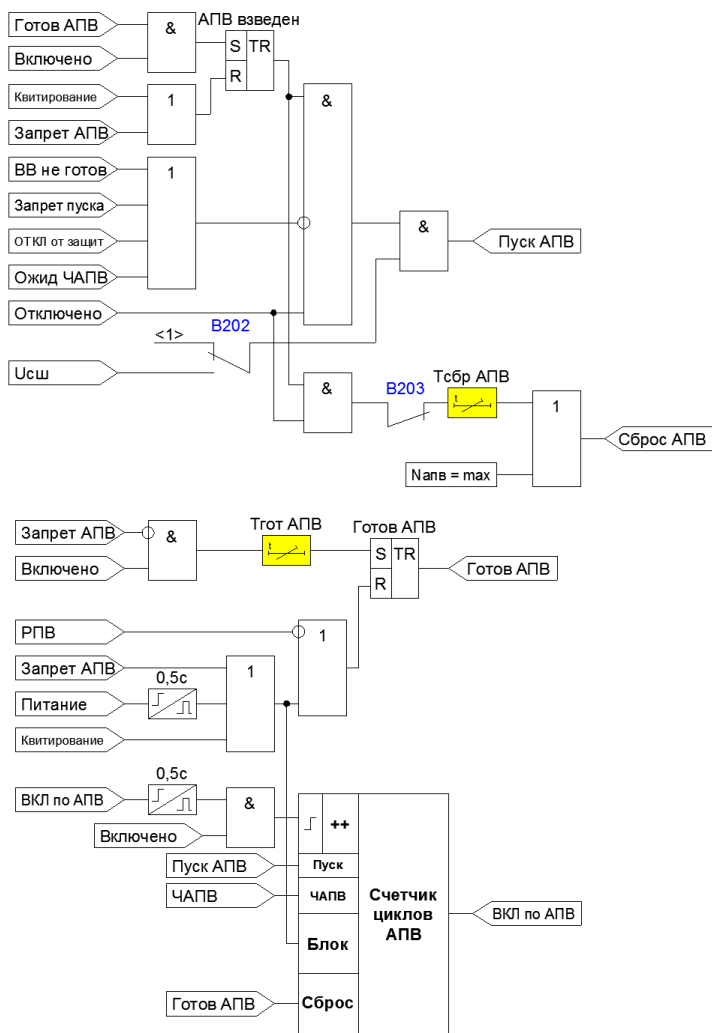 Готов АПВ
&
АПВ взведен
Включено
S TR
R
Квитирование
1
Запрет АПВ
&
ВВ не готов
1
Запрет пуска
ОТКЛ от защит
&
Пуск АПВ
Ожид ЧАПВ
Отключено
<1>
B202
Uсш
&
B203
Тсбр АПВ
t
1
Сброс АПВ
Nапв = max
Запрет АПВ
&
Тгот АПВ
t
Готов АПВ
S TR
R
Включено
Готов АПВ
РПВ
1
Запрет АПВ
1
0,5с
Питание
Квитирование
0,5с
ВКЛ по АПВ
&
++
Включено
Пуск АПВ
Пуск
ЧАПВ
ЧАПВ
Счетчик
циклов
АПВ
ВКЛ по АПВ
Блок
Готов АПВ
Сброс